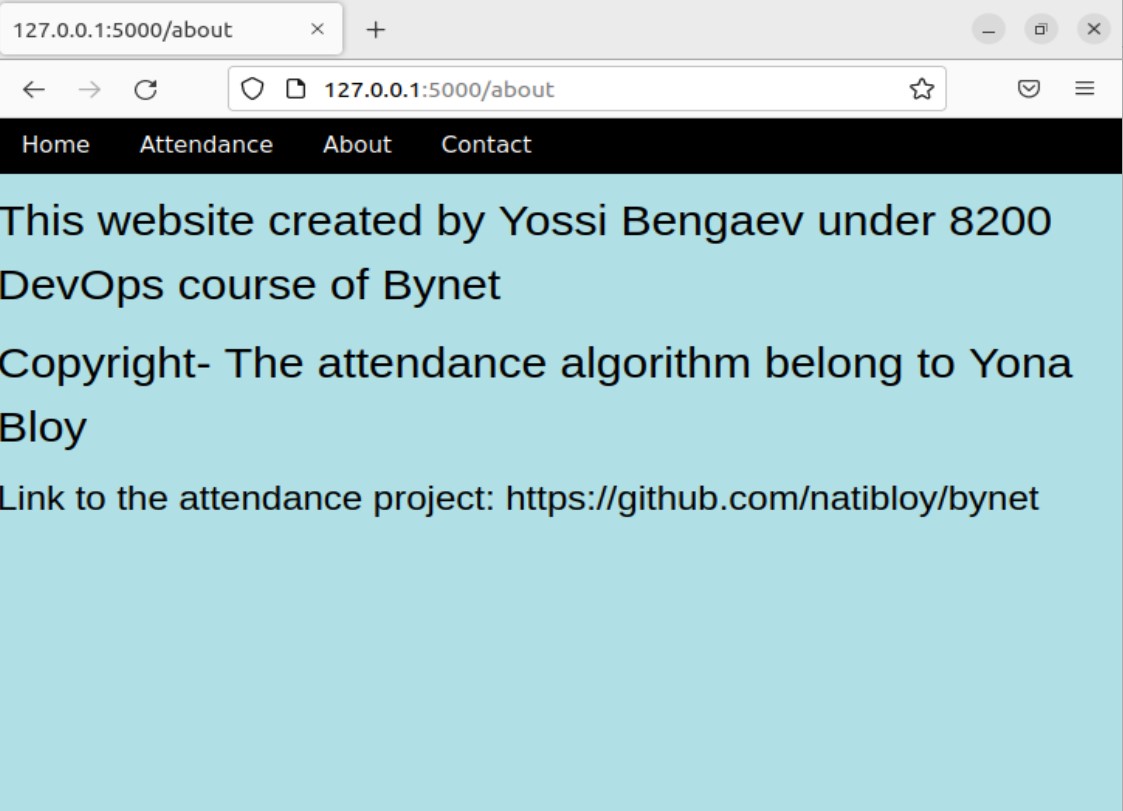 127.0.0.1:5000/about
127.0.0.1:5000/about
Home Attendance About Contact
This website created by Yossi Bengaev under 8200
DevOps course of Bynet
Copyright- The attendance algorithm belong to Yona
Bloy
Link to the attendance project: https://github.com/natibloy/bynet